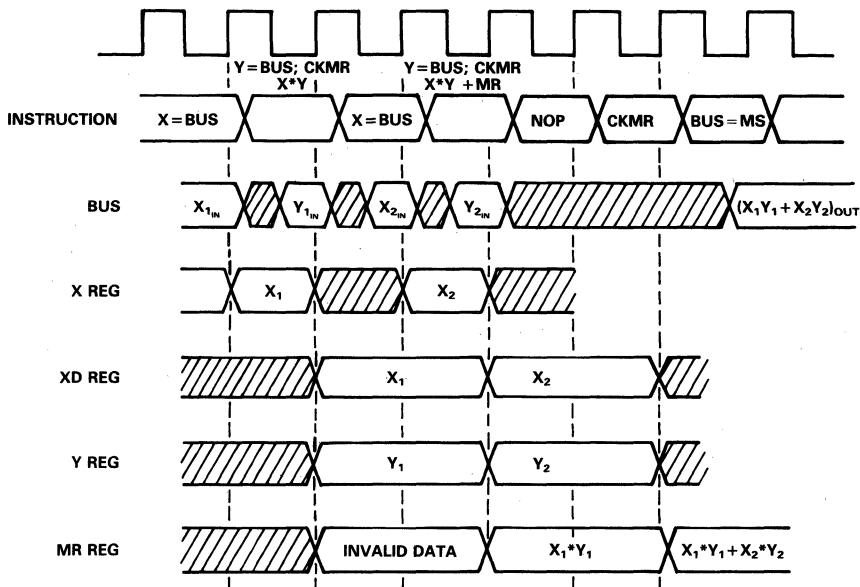 Y=BUS; CKMR Y=BUS; CKMR
X*Y X*Y +MR
INSTRUCTION X=BUS X=BUS NOP CKMR BUS=MS
BUS X1IN Y1IN X2IN Y2IN (X1Y1+X2Y2)OUT
X REG X1 X2
XD REG X1 X2
Y REG Y1 Y2
MR REG INVALID DATA X1*Y1 X1*Y1+X2*Y2